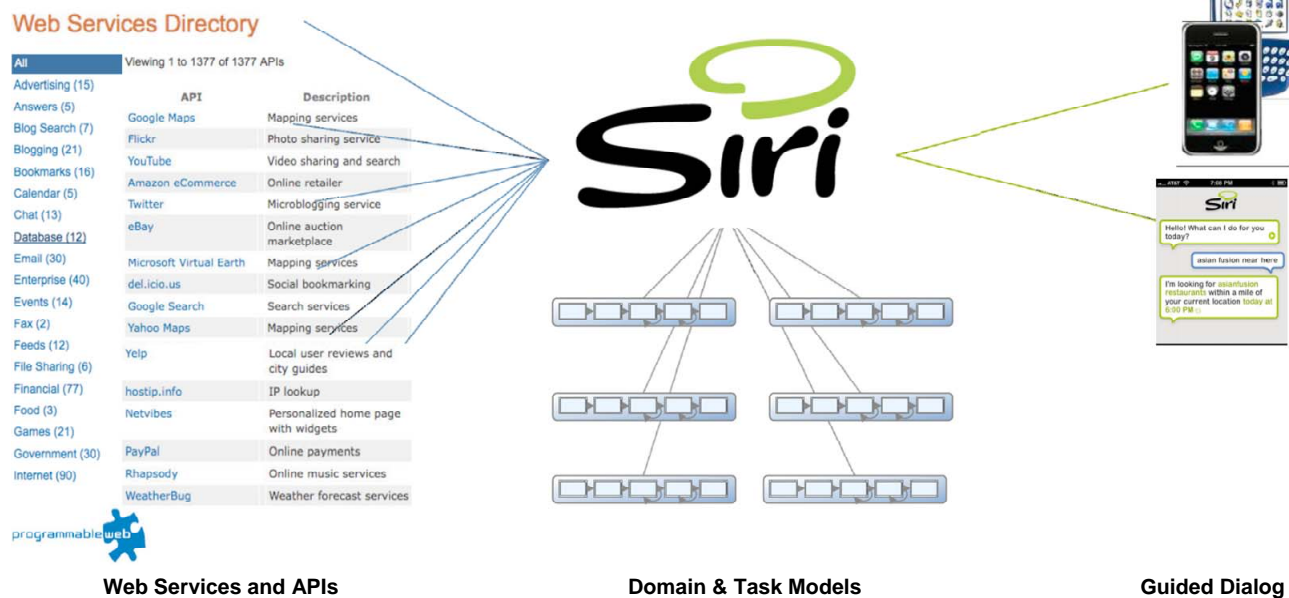 Web Services Directory
All
Advertising (15)
Answers (5)
Blog Search (7)
Blogging (21)
Bookmarks (16)
Calendar (5)
Chat (13)
Database (12)
Email (30)
Enterprise (40)
Events (14)
Fax (2)
Feeds (12)
File Sharing (6)
Financial (77)
Food (3)
Games (21)
Government (30)
Internet (90)
Viewing 1 to 1377 of 1377 APIs
API Description
Google Maps Mapping services
Flickr Photo sharing service
YouTube Video sharing and search
Amazon eCommerce Online retailer
Twitter Microblogging service
eBay Online auction
marketplace
Microsoft Virtual Earth Mapping services
del.icio.us Social bookmarking
Google Search Search services
Yahoo Maps Mapping services
Yelp Local user reviews and
city guides
hostip.info IP lookup
Netvibes Personalized home page
with widgets
PayPal Online payments
Rhapsody Online music services
WeatherBug Weather forecast services
programmableweb
Siri
AT&T 7:00 PM
Siri
Hello! What can I do for you
today?
asian fusion near here
I'm looking for asianfusion
restaurants within a mile of
your current location today at
6:00 PM
Web Services and APIs
Domain & Task Models
Guided Dialog